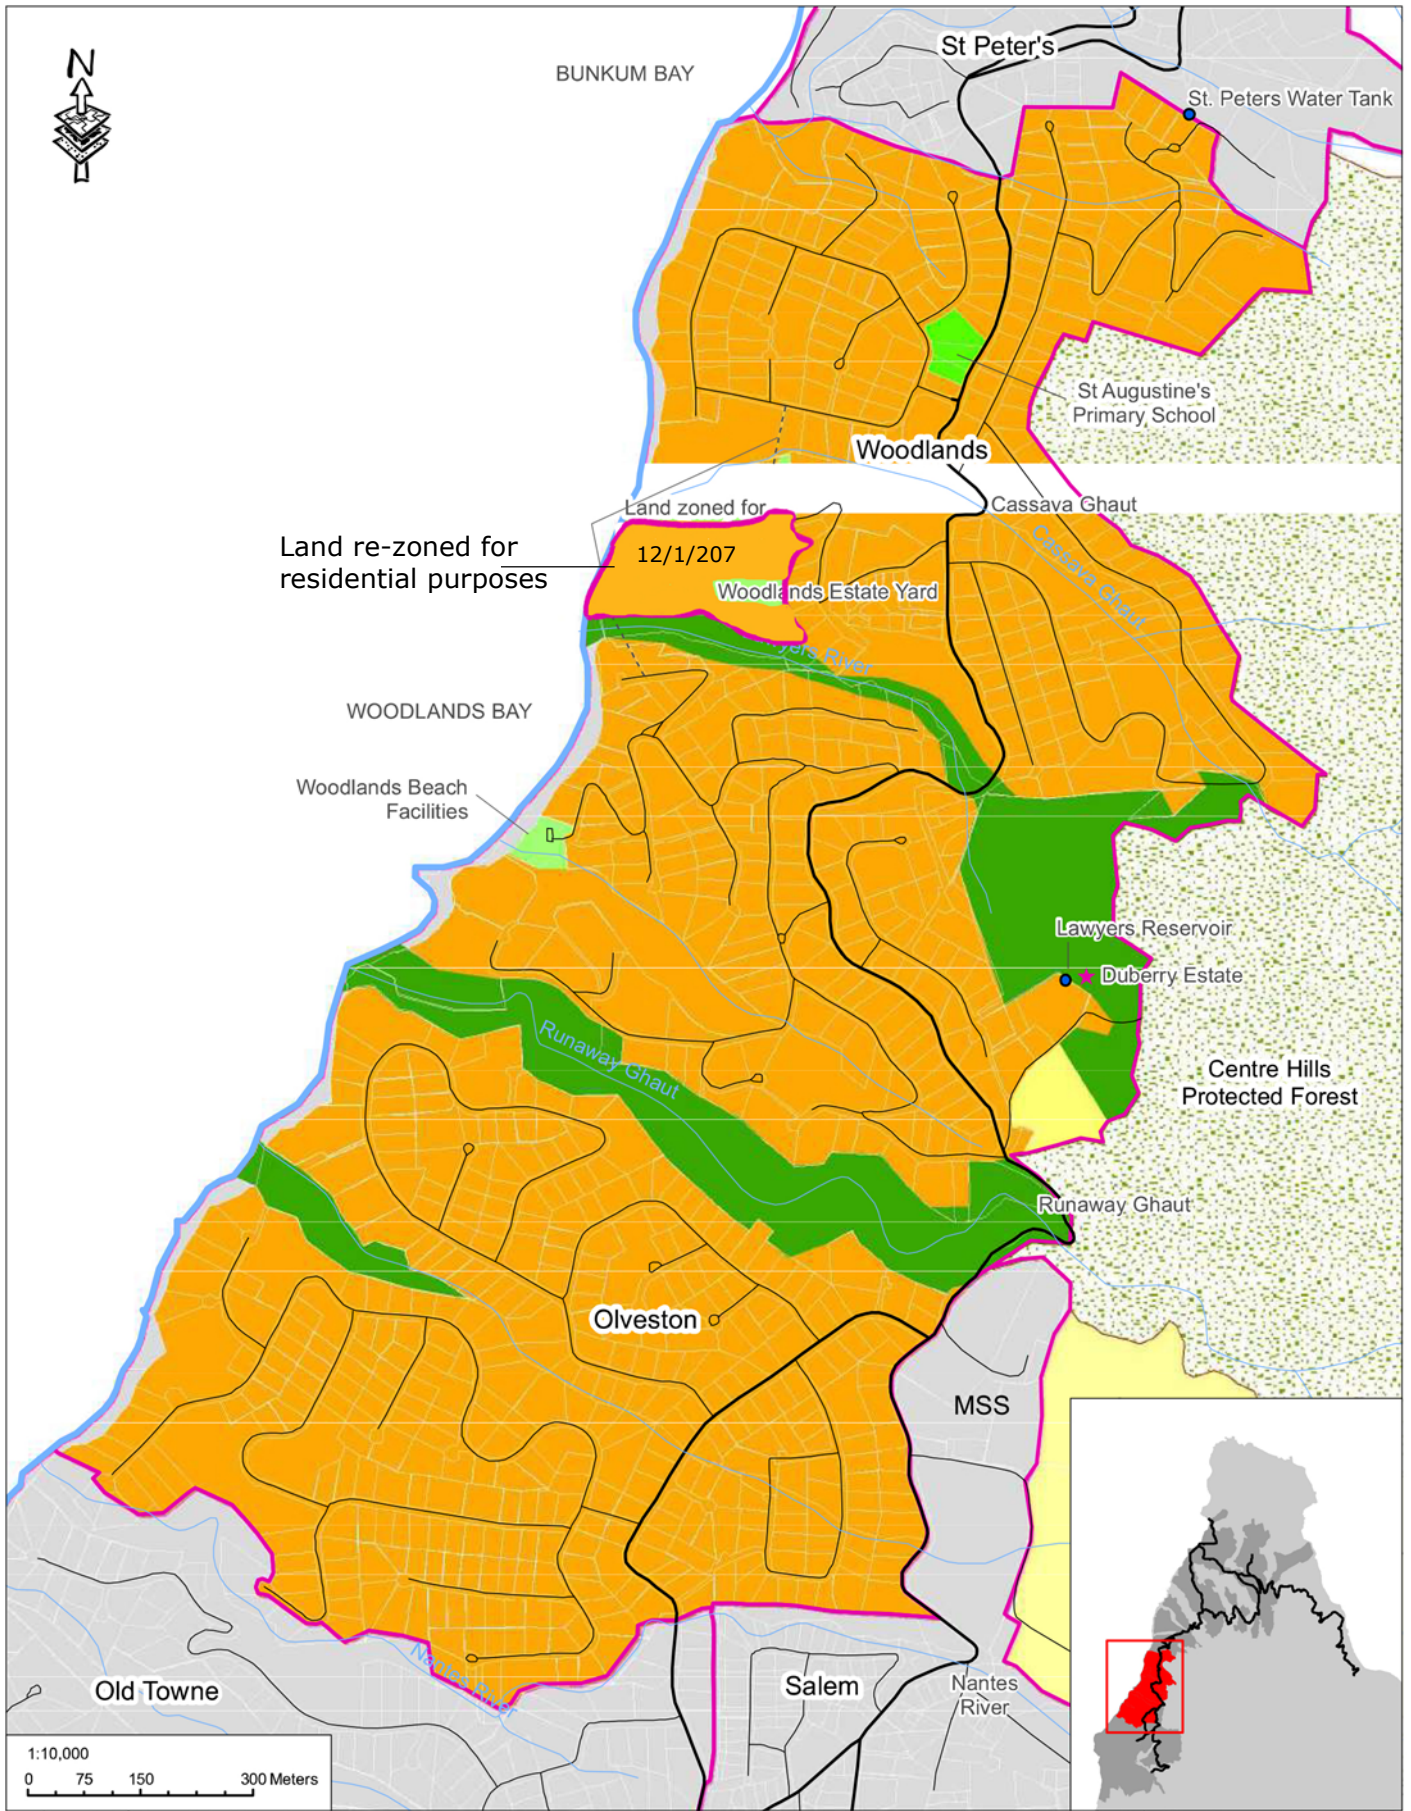 St Peter's
N
BUNKUM BAY
St. Peters Water Tank
St Augustine's
Primary School
Woodlands
Land zoned for
Cassava Ghaut
Land re-zoned for
residential purposes
12/1/207
Cassava Ghaut
Woodlands Estate Yard
yers River
WOODLANDS BAY
Woodlands Beach
Facilities
Lawyers Reservoir
Duberry Estate
Runaway Ghaut
Centre Hills
Protected Forest
Runaway Ghaut
Olveston
MSS
Nantes River
Old Towne
Salem
Nantes
River
1:10,000
0 75 150 300 Meters